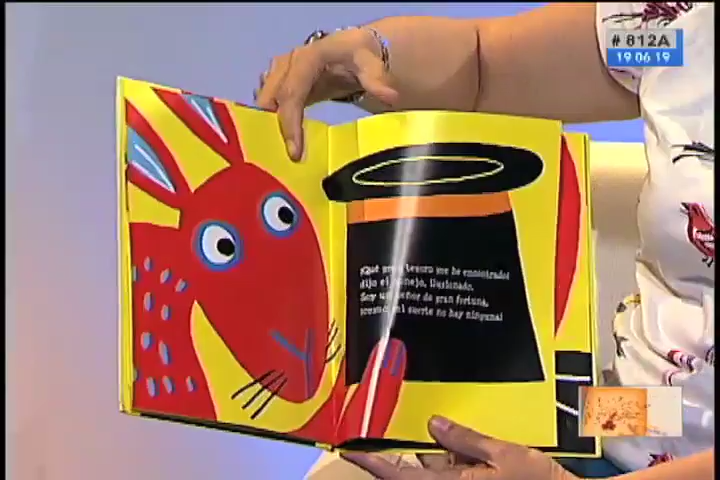 # 812A
19 06 19
¡Qué tesoro me he encontrado!
dijo el conejo, ilusionado.
Soy un señor de gran fortuna,
suerte no hay ninguna!